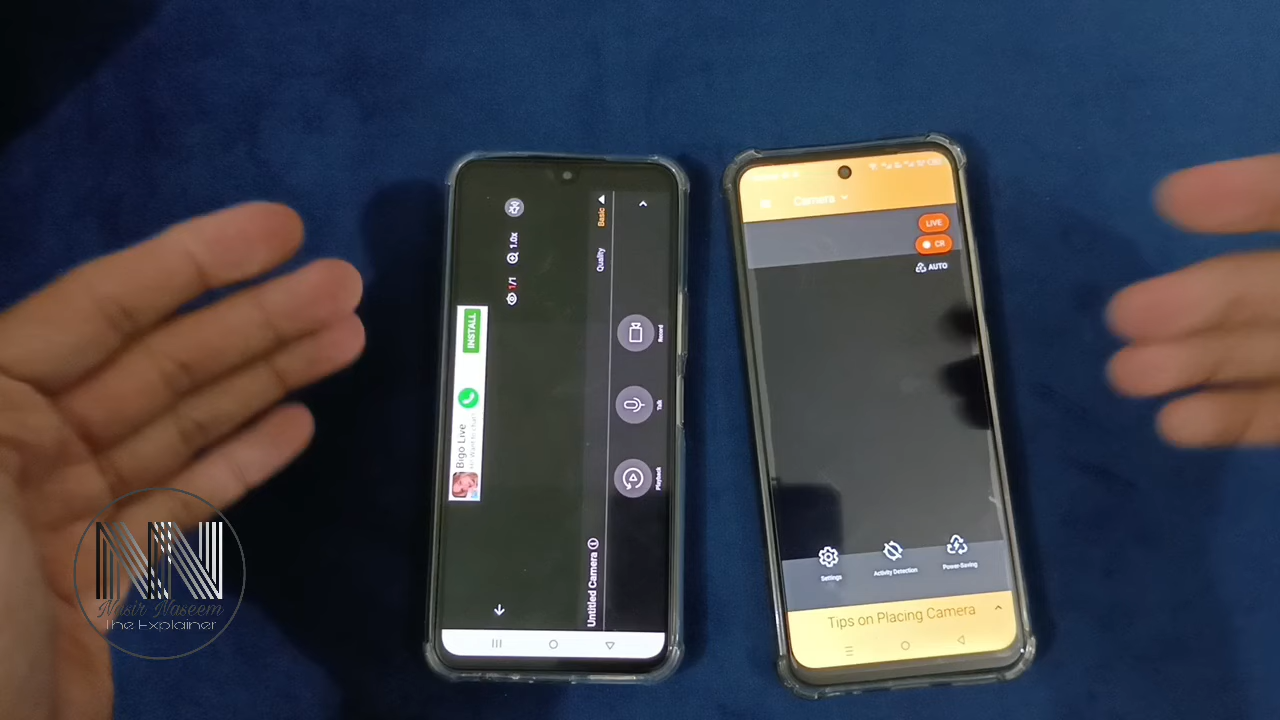 Basic
Quality
1.0x
1/1
INSTALL
Bigo Live
Record
Talk
Playback
Untitled Camera
Camera
LIVE
CR
AUTO
Settings
Activity Detection
Power-Saving
Tips on Placing Camera
NN
Nasir Naseem
The Explainer